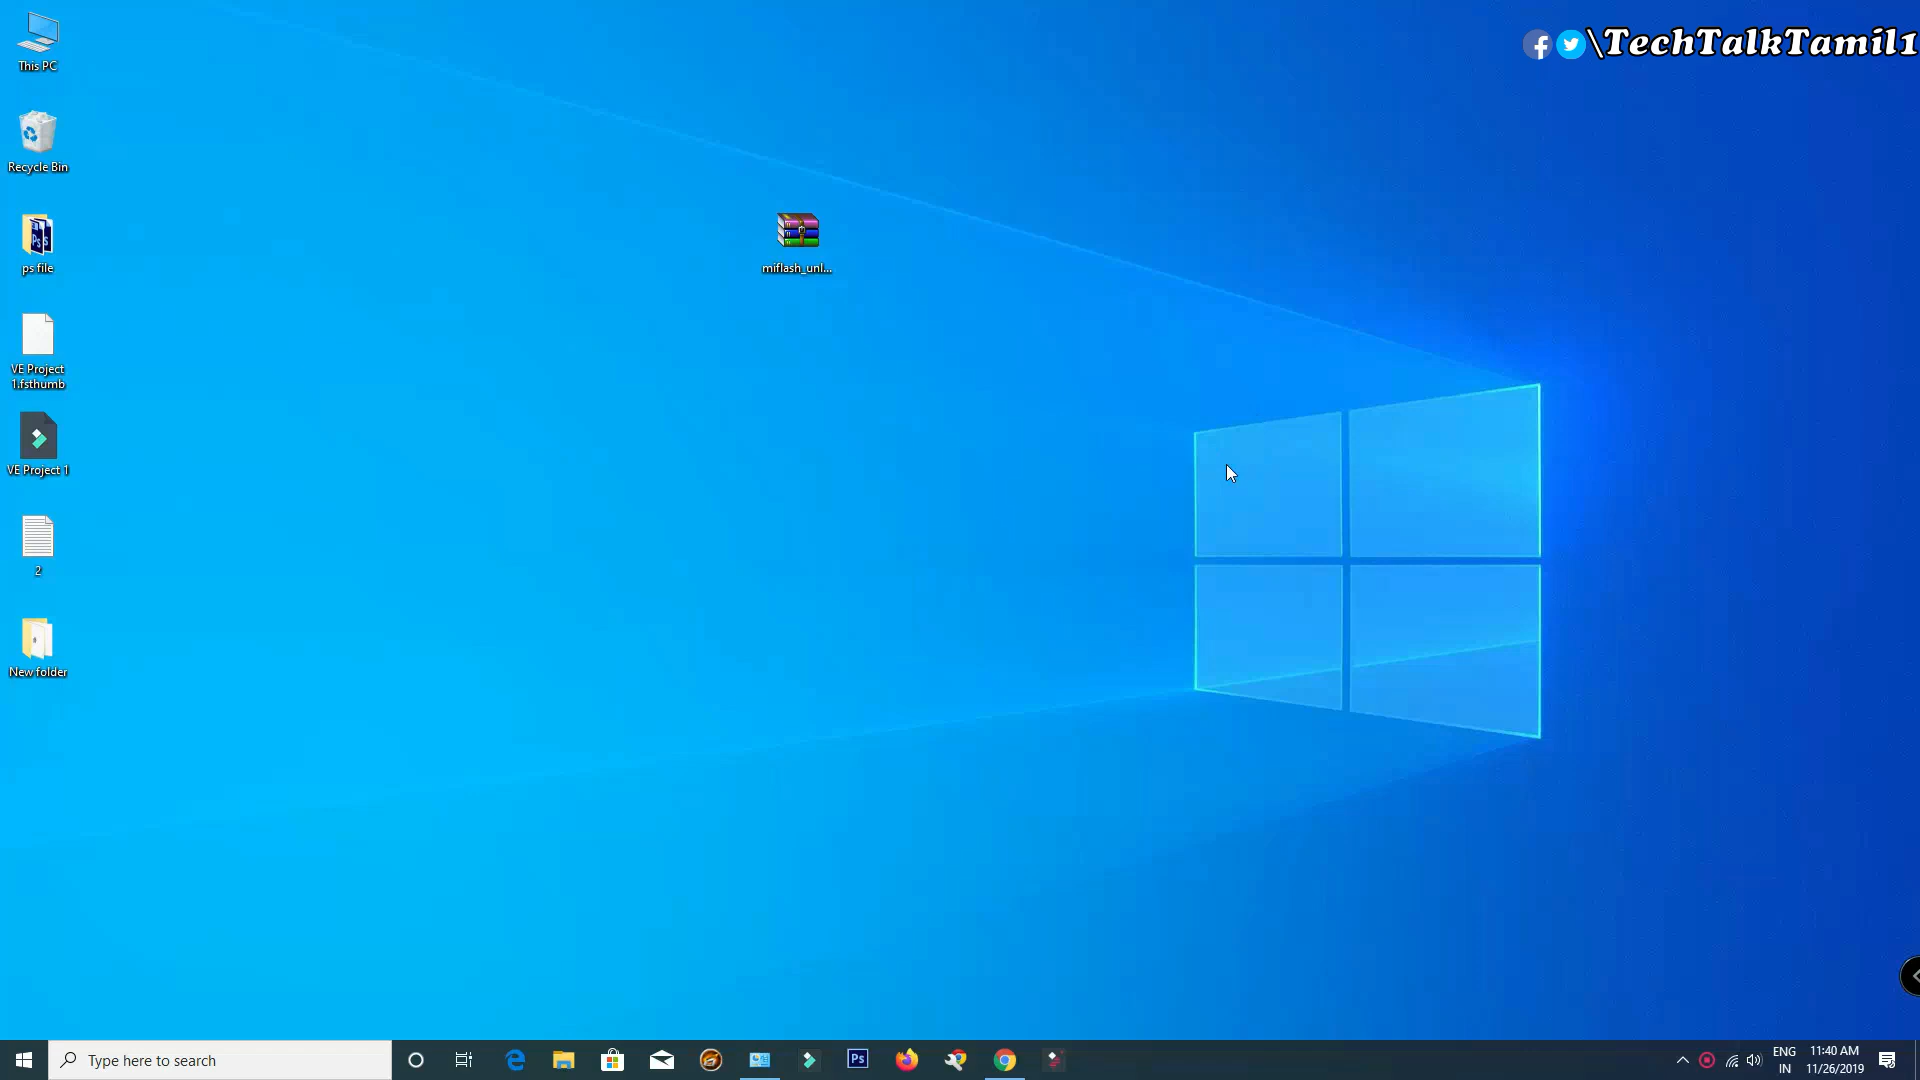 \TechTalkTamil1
This PC
Recycle Bin
ps file
VE Project
1.fsthumb
VE Project 1
2
New folder
miflash_unl...
Type here to search
Ps
ENG
IN
11:40 AM
11/26/2019